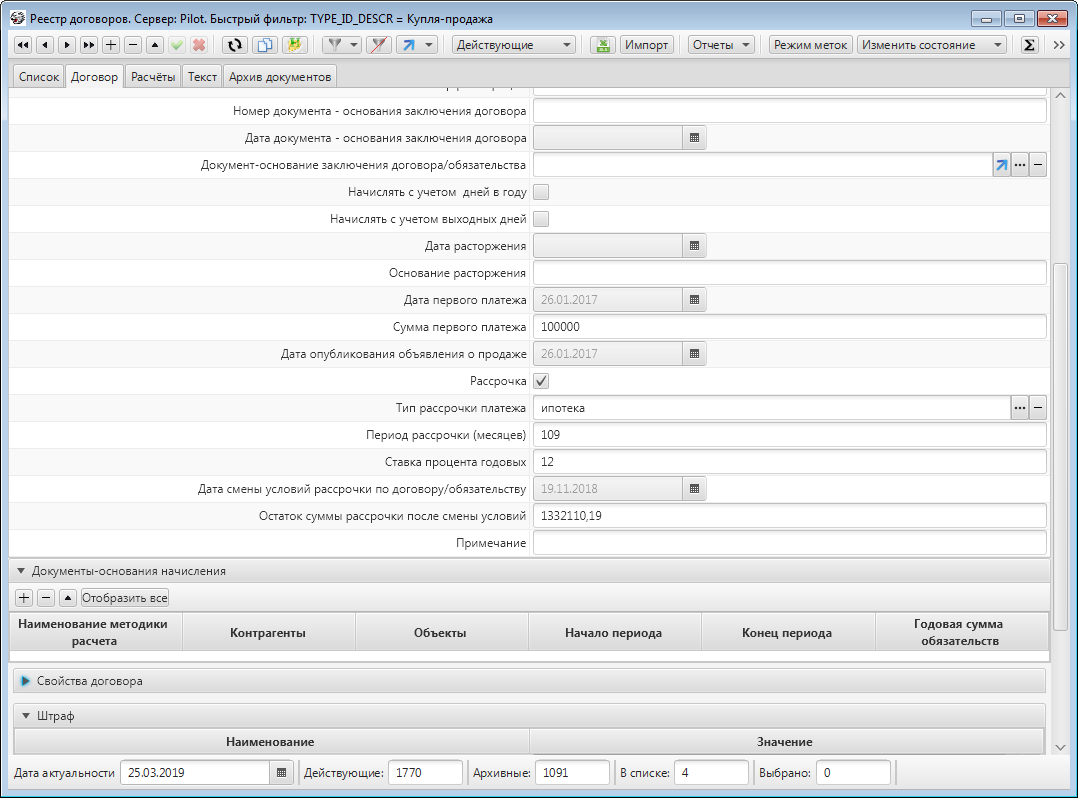 Реестр договоров. Сервер: Pilot. Быстрый фильтр: TYPE_ID_DESCR = Купля-продажа
Действующие Импорт Отчеты Режим меток Изменить состояние Σ
Список Договор Расчёты Текст Архив документов
Номер документа - основания заключения договора
Дата документа - основания заключения договора
Документ-основание заключения договора/обязательства
Начислять с учетом дней в году
Начислять с учетом выходных дней
Дата расторжения
Основание расторжения
Дата первого платежа 26.01.2017
Сумма первого платежа 100000
Дата опубликования объявления о продаже 26.01.2017
Рассрочка
Тип рассрочки платежа ипотека
Период рассрочки (месяцев) 109
Ставка процента годовых 12
Дата смены условий рассрочки по договору/обязательству 19.11.2018
Остаток суммы рассрочки после смены условий 1332110,19
Примечание
Документы-основания начисления
Отобразить все
Наименование методики расчета Контрагенты Объекты Начало периода Конец периода Годовая сумма обязательств
Свойства договора
Штраф
Наименование Значение
Дата актуальности 25.03.2019 Действующие: 1770 Архивные: 1091 В списке: 4 Выбрано: 0